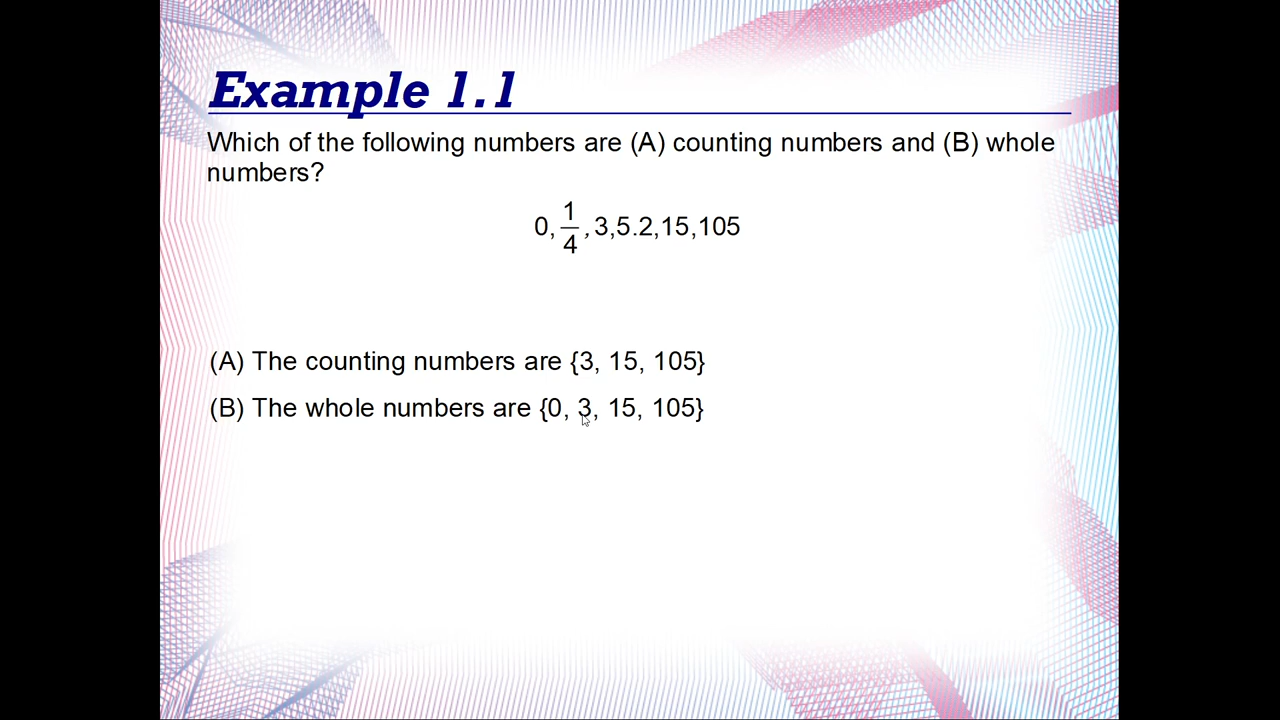 Example 1.1
Which of the following numbers are (A) counting numbers and (B) whole
numbers?
0, 1/4, 3,5.2,15,105
(A) The counting numbers are {3, 15, 105}
(B) The whole numbers are {0, 3, 15, 105}